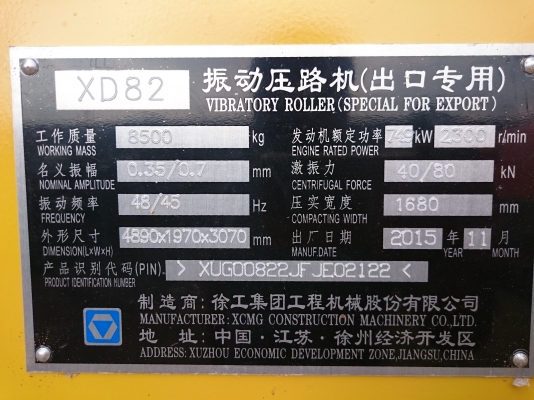 XD82 振动压路机(出口专用)
VIBRATORY ROLLER(SPECIAL FOR EXPORT)
工作质量 8500 kg 发动机额定功率 kW 2300 r/min
WORKING MASS ENGINE RATED POWER
名义振幅 0.35/0.7 mm 激振力 40/80 kN
NOMINAL AMPLITUDE CENTRIFUGAL FORCE
振动频率 48/45 Hz 压实宽度 1680 mm
FREQUENCY COMPACTING WIDTH
外形尺寸 4890x1970x3070 mm 出厂日期 2015 年 11 月
DIMENSION(L×W×H) MANUF.DATE YEAR MONTH
产品识别代码(PIN). > XUG00822JFJE02122 <
PRODUCT IDENTIFICATION NUMBER
制造商: 徐工集团工程机械股份有限公司
MANUFACTURER: XCMG CONSTRUCTION MACHINERY CO.,LTD.
地 址: 中国·江苏·徐州经济开发区
ADDRESS: XUZHOU ECONOMIC DEVELOPMENT ZONE,JIANGSU,CHINA